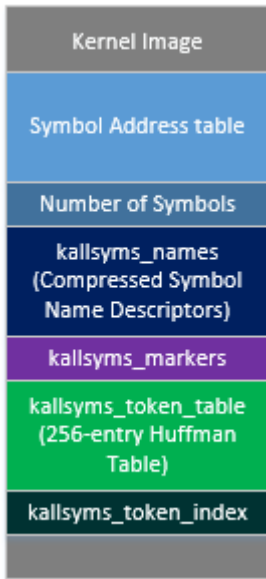 Kernel Image
Symbol Address table
Number of Symbols
kallsyms_names
(Compressed Symbol
Name Descriptors)
kallsyms_markers
kallsyms_token_table
(256-entry Huffman
Table)
kallsyms_token_index